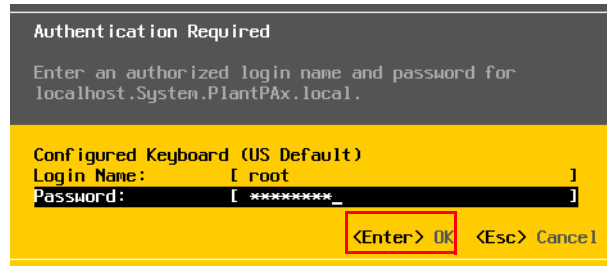 Authentication Required
Enter an authorized login name and password for
localhost.System.PlantPAx.local.
Configured Keyboard (US Default)
Login Name: [ root ]
Password: [ ********_ ]
<Enter> OK <Esc> Cancel